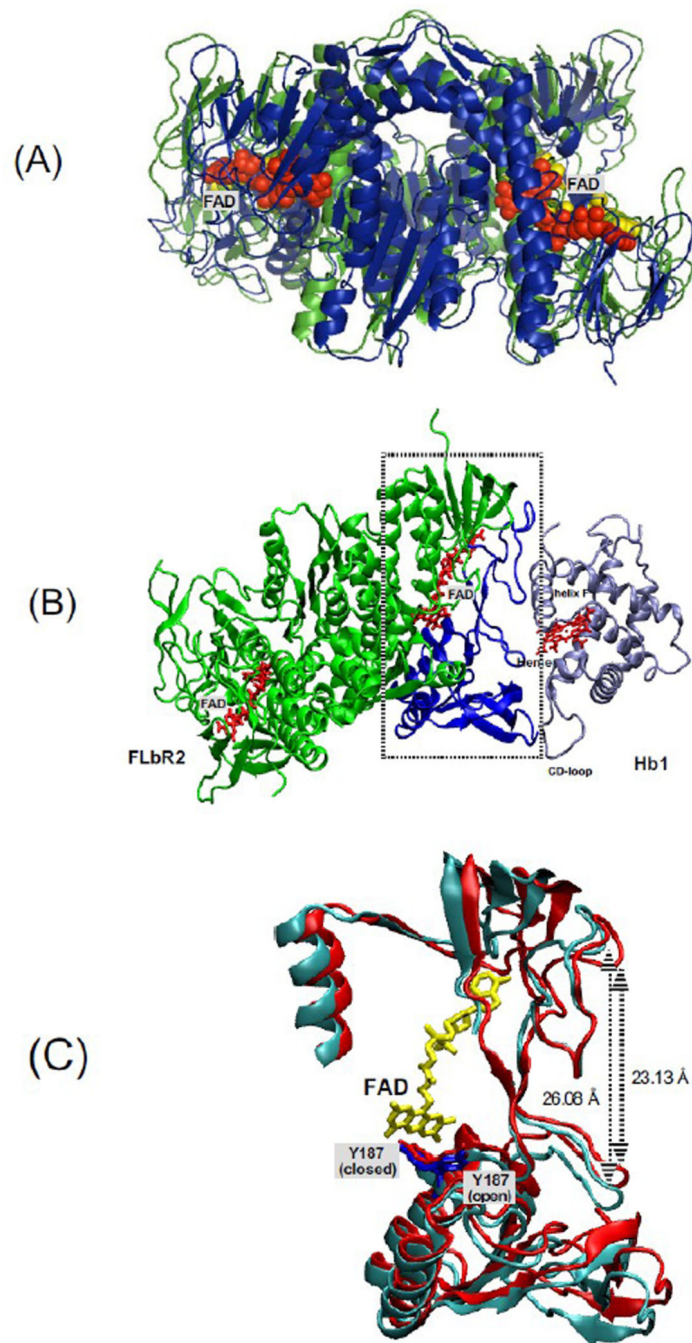 (A)
FAD
FAD
(B)
FAD
FAD
FLbR2
helix F
Heme
CD-loop
Hb1
(C)
FAD
Y187
(closed)
Y187
(open)
26.08 Å
23.13 Å